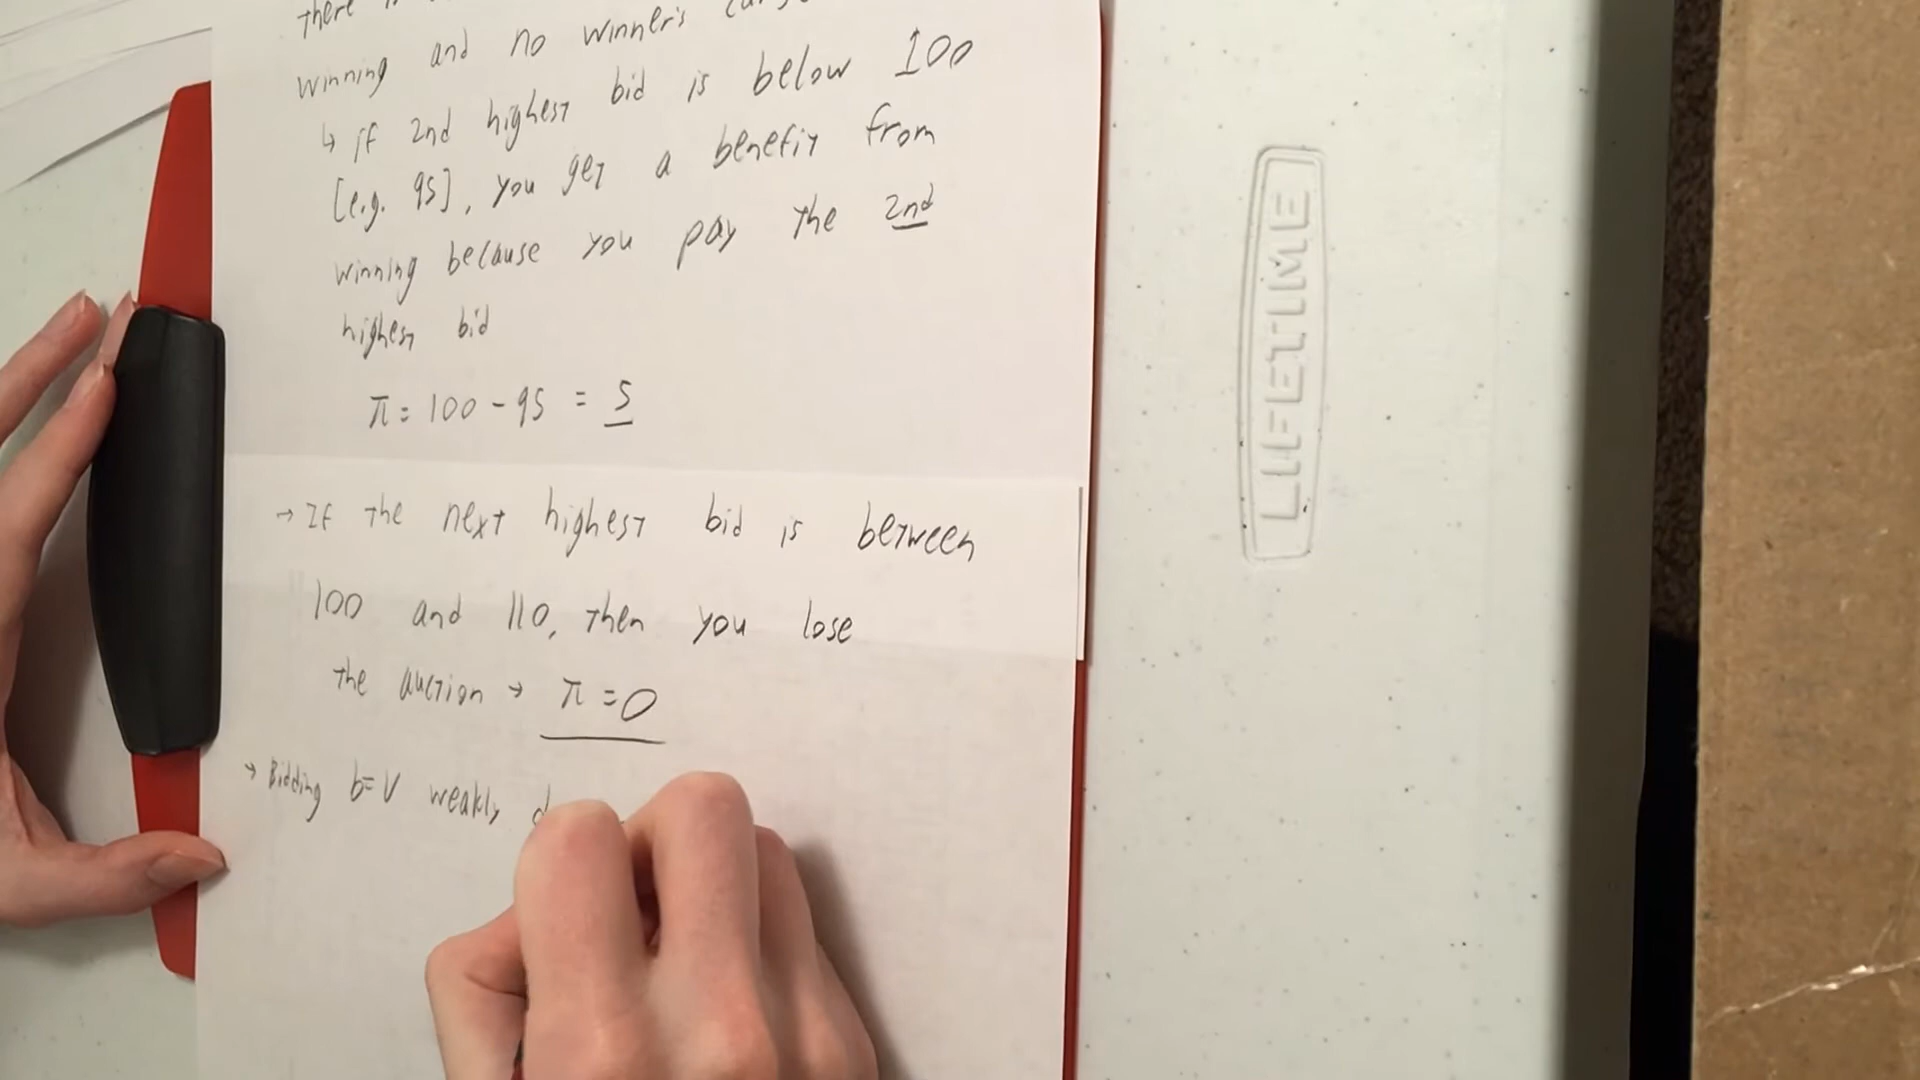 There
winning and no winner's
↳ if 2nd highest bid is below 100
[e.g. 95], you get a benefit from
winning because you pay the 2nd
highest bid
π = 100 - 95 = 5
→ If the next highest bid is between
100 and 110, then you lose
the auction → π = 0
→ Bidding b=V weakly
LIFETIME